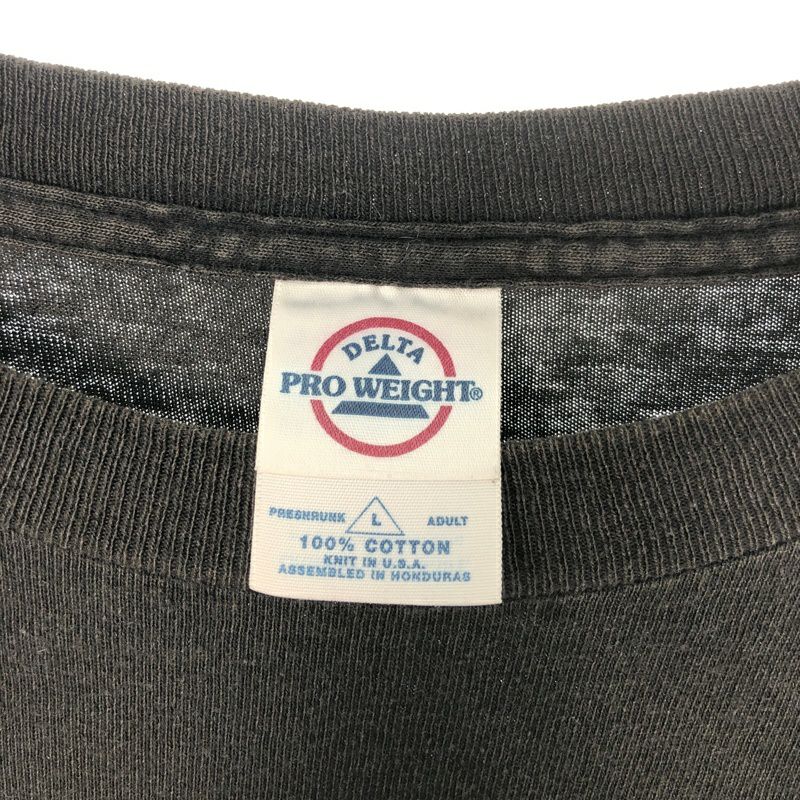 DELTA
PRO WEIGHT®
PRESHRUNK L ADULT
100% COTTON
KNIT IN U.S.A.
ASSEMBLED IN HONDURAS